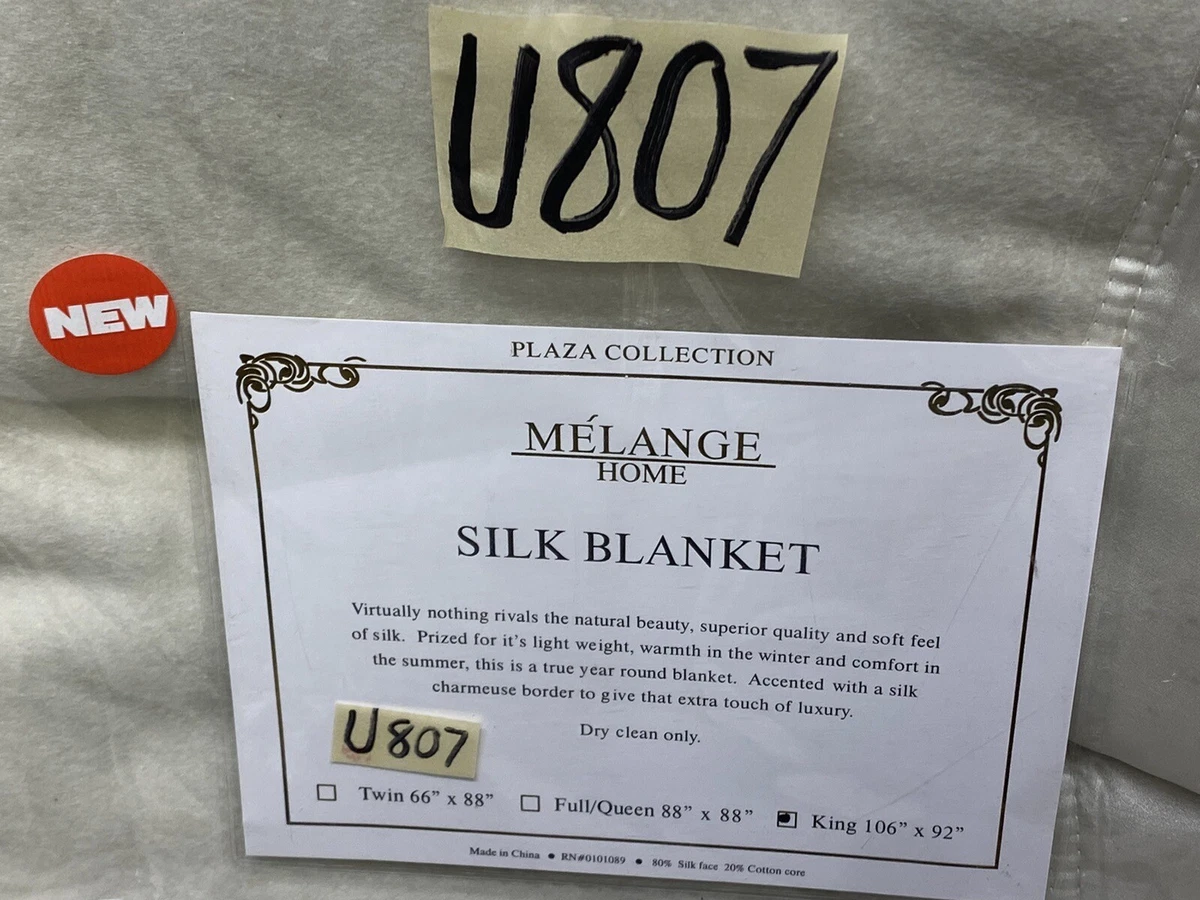 U807
NEW
PLAZA COLLECTION
MÉLANGE
HOME
SILK BLANKET
Virtually nothing rivals the natural beauty, superior quality and soft feel
of silk. Prized for it's light weight, warmth in the winter and comfort in
the summer, this is a true year round blanket. Accented with a silk
charmeuse border to give that extra touch of luxury.
Dry clean only.
U807
Twin 66” x 88” Full/Queen 88” x 88” King 106” x 92”
Made in China ● RN#0101089 ● 80% Silk face 20% Cotton core